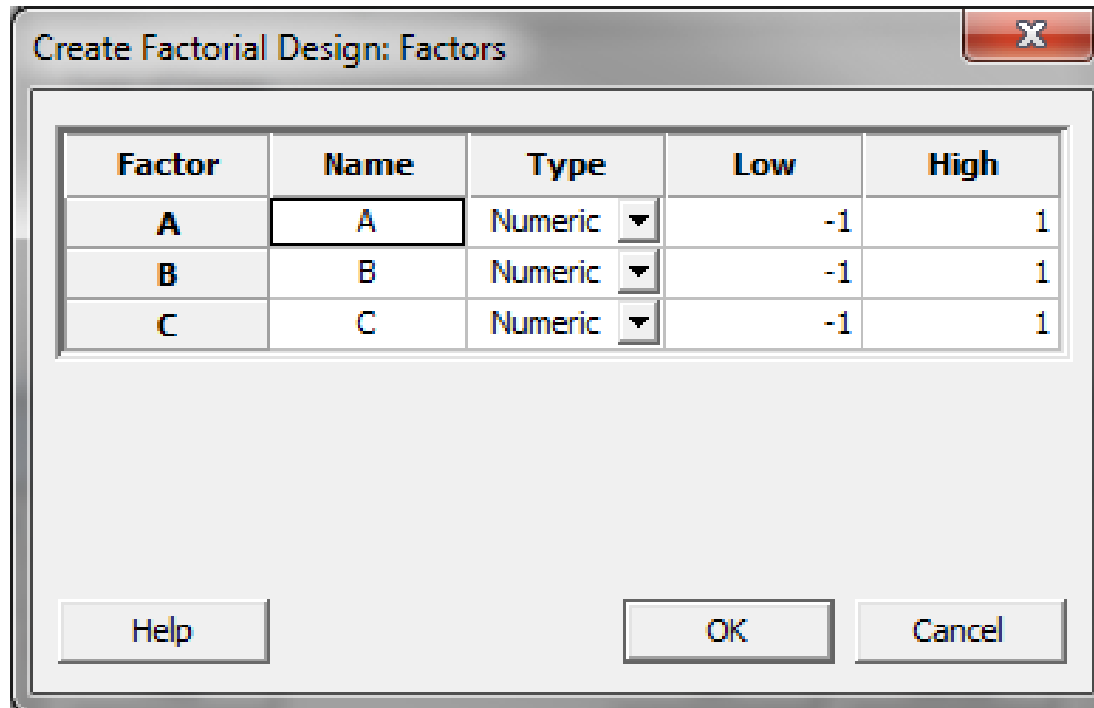 Create Factorial Design: Factors
Factor Name Type Low High
A A Numeric -1 1
B B Numeric -1 1
C C Numeric -1 1
Help OK Cancel